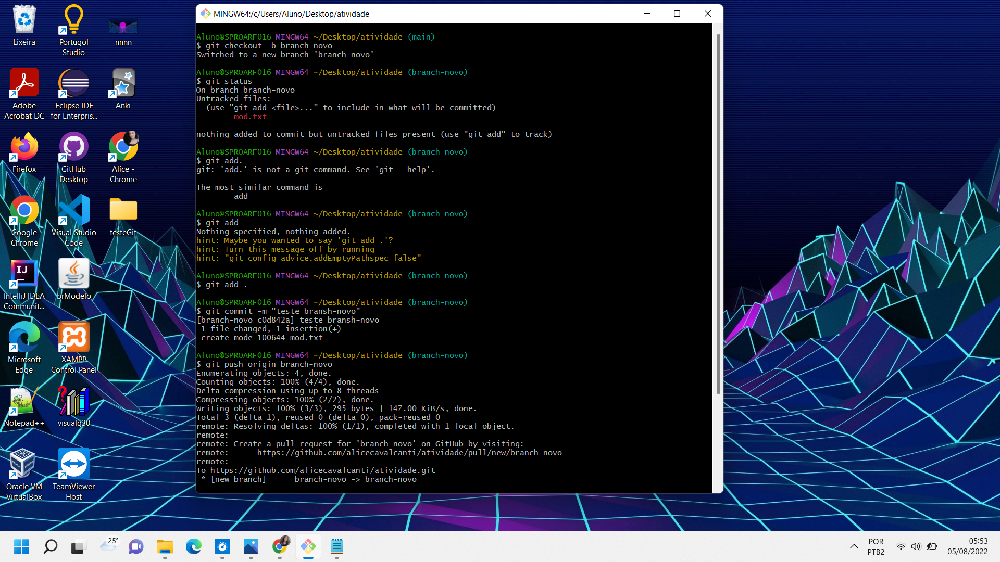 Lixeira
Portugol
Studio
nnnn
Adobe
Acrobat DC
Eclipse IDE
for Enterpris...
Anki
Firefox
GitHub
Desktop
Alice -
Chrome
Google
Chrome
Visual Studio
Code
testeGit
IntelliJ IDEA
Communit...
brModelo
Microsoft
Edge
XAMPP
Control Panel
Notepad++
visualg30
Oracle VM
VirtualBox
TeamViewer
Host
MINGW64:/c/Users/Aluno/Desktop/atividade
Aluno@SPROARF016 MINGW64 ~/Desktop/atividade (main)
$ git checkout -b branch-novo
Switched to a new branch 'branch-novo'
Aluno@SPROARF016 MINGW64 ~/Desktop/atividade (branch-novo)
$ git status
On branch branch-novo
Untracked files:
(use "git add <file>..." to include in what will be committed)
mod.txt
nothing added to commit but untracked files present (use "git add" to track)
Aluno@SPROARF016 MINGW64 ~/Desktop/atividade (branch-novo)
$ git add.
git: 'add.' is not a git command. See 'git --help'.
The most similar command is
add
Aluno@SPROARF016 MINGW64 ~/Desktop/atividade (branch-novo)
$ git add
Nothing specified, nothing added.
hint: Maybe you wanted to say 'git add .'?
hint: Turn this message off by running
hint: "git config advice.addEmptyPathspec false"
Aluno@SPROARF016 MINGW64 ~/Desktop/atividade (branch-novo)
$ git add .
Aluno@SPROARF016 MINGW64 ~/Desktop/atividade (branch-novo)
$ git commit -m "teste bransh-novo"
[branch-novo c0d842a] teste bransh-novo
1 file changed, 1 insertion(+)
create mode 100644 mod.txt
Aluno@SPROARF016 MINGW64 ~/Desktop/atividade (branch-novo)
$ git push origin branch-novo
Enumerating objects: 4, done.
Counting objects: 100% (4/4), done.
Delta compression using up to 8 threads
Compressing objects: 100% (2/2), done.
Writing objects: 100% (3/3), 295 bytes | 147.00 KiB/s, done.
Total 3 (delta 1), reused 0 (delta 0), pack-reused 0
remote: Resolving deltas: 100% (1/1), completed with 1 local object.
remote:
remote: Create a pull request for 'branch-novo' on GitHub by visiting:
remote:      https://github.com/alicecavalcanti/atividade/pull/new/branch-novo
remote:
To https://github.com/alicecavalcanti/atividade.git
* [new branch]      branch-novo -> branch-novo
25°
POR
PTB2
05:53
05/08/2022